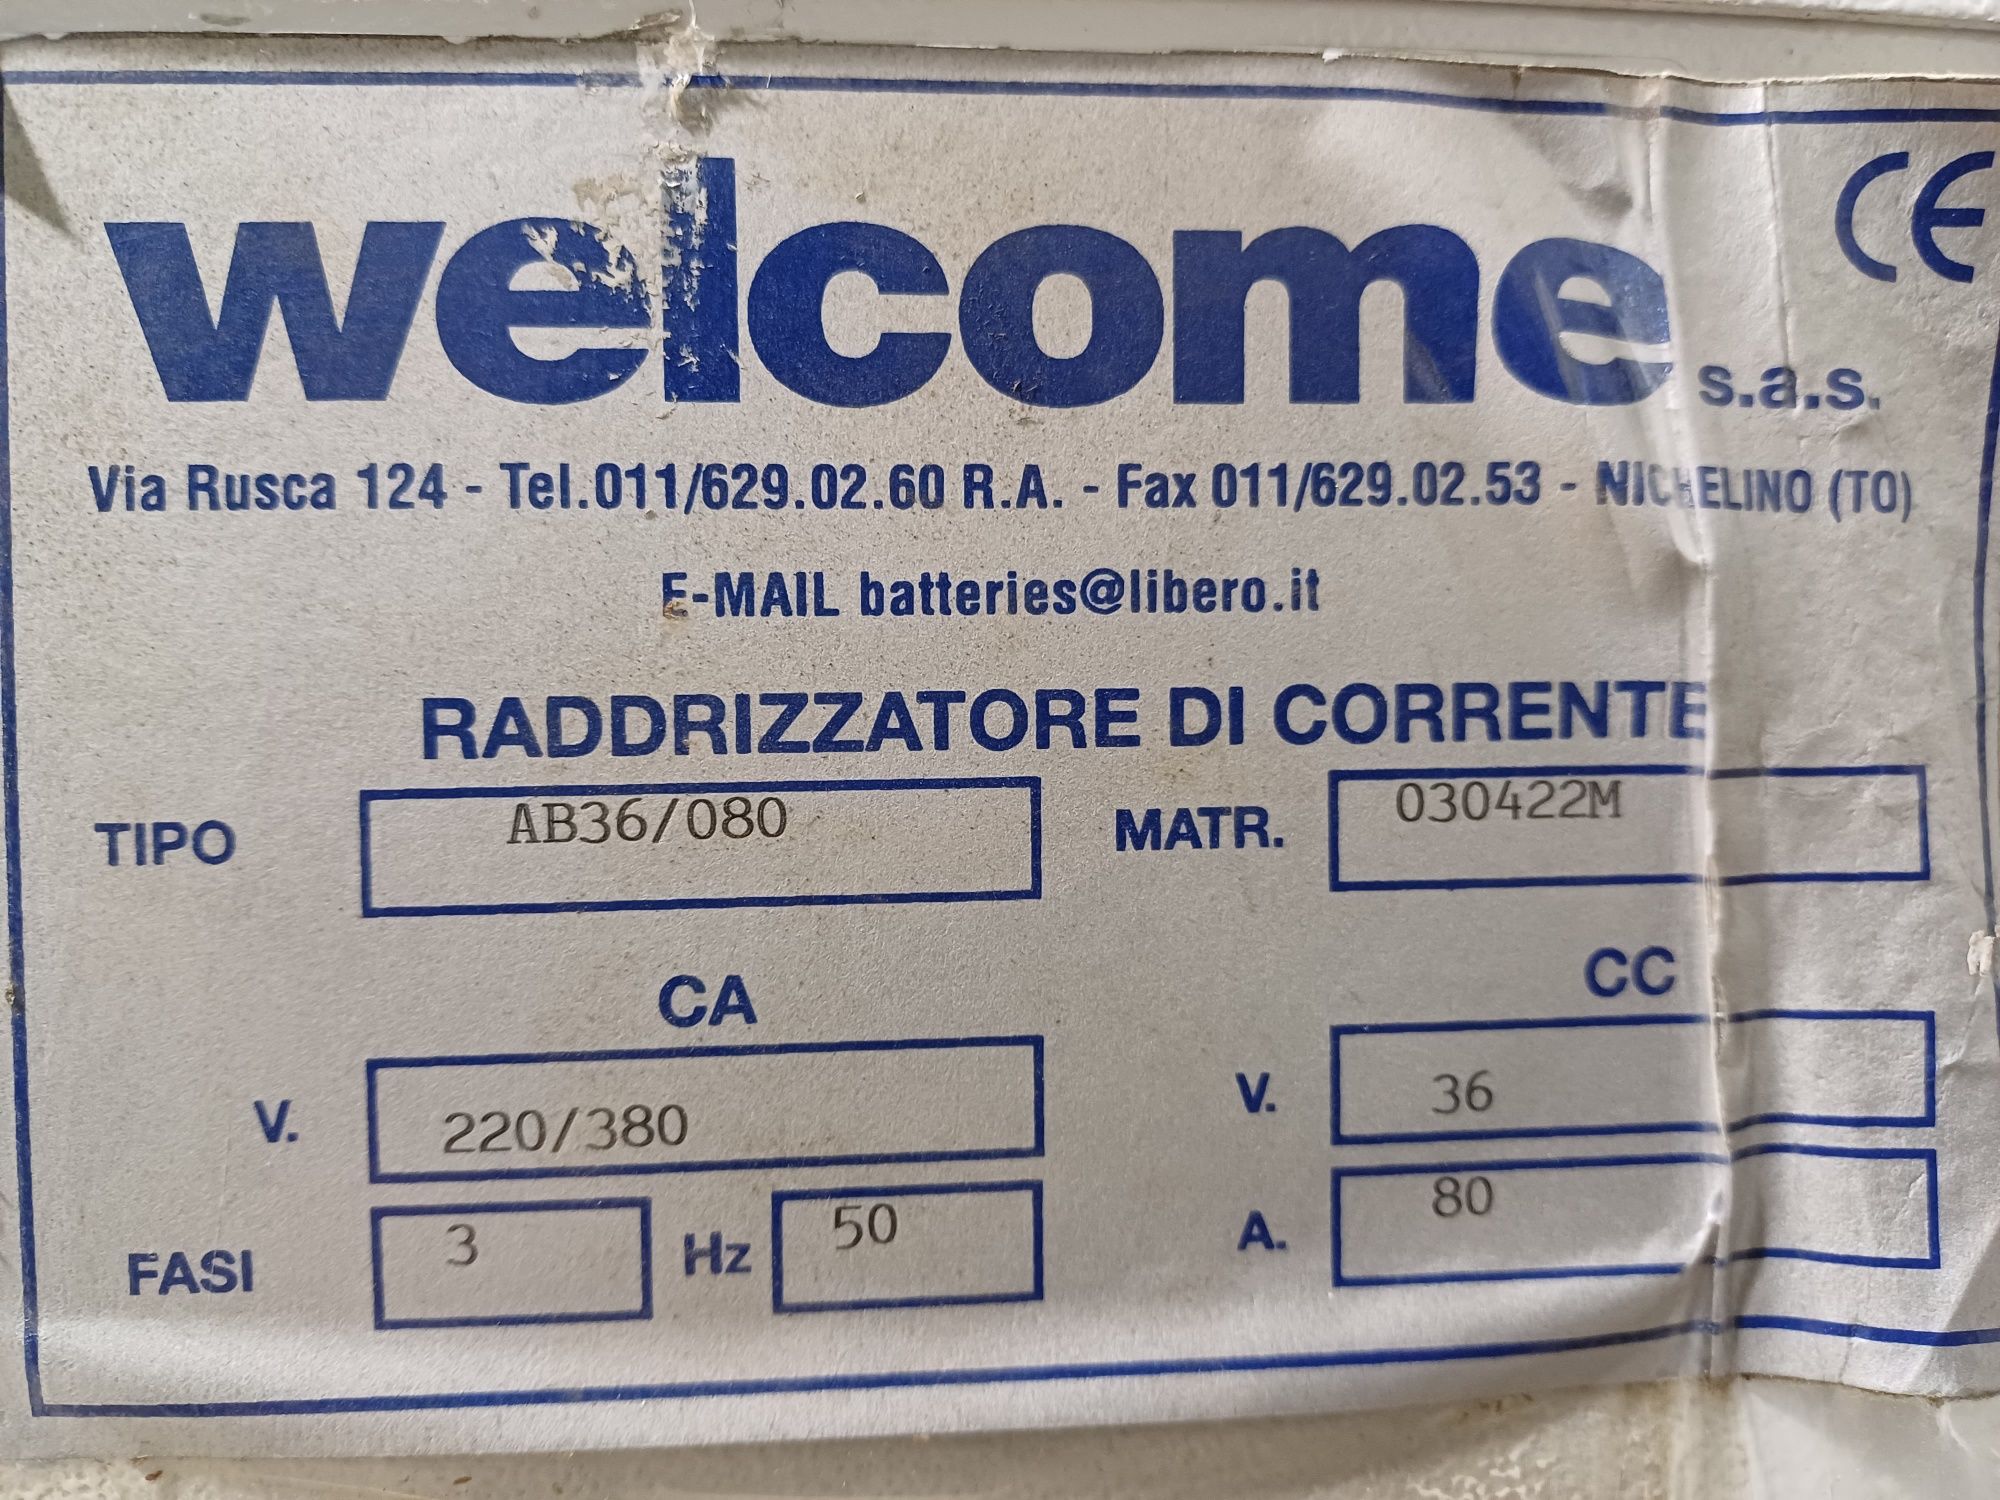 CE
welcome s.a.s.
Via Rusca 124 - Tel.011/629.02.60 R.A. - Fax 011/629.02.53 - NICHELINO (TO)
E-MAIL batteries@libero.it
RADDRIZZATORE DI CORRENTE
TIPO AB36/080 MATR. 030422M
CA CC
V. 220/380 V. 36
FASI 3 Hz 50 A. 80